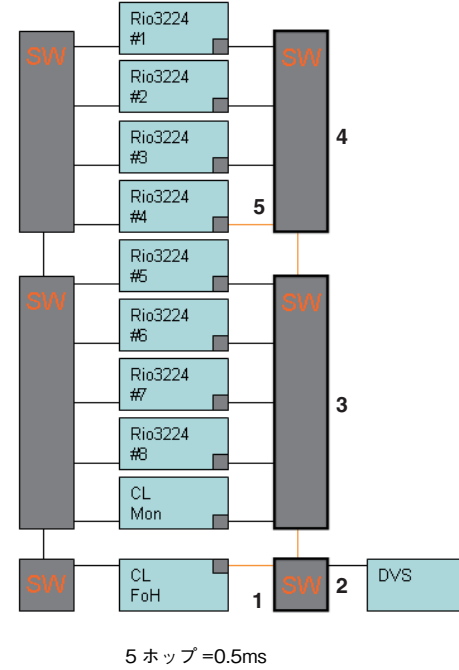 Rio3224
#1
SW
SW
Rio3224
#2
Rio3224
#3
4
Rio3224
#4
5
Rio3224
#5
SW
SW
Rio3224
#6
Rio3224
#7
3
Rio3224
#8
CL
Mon
CL
FoH
SW
SW
1
2
DVS
5 ホップ =0.5ms